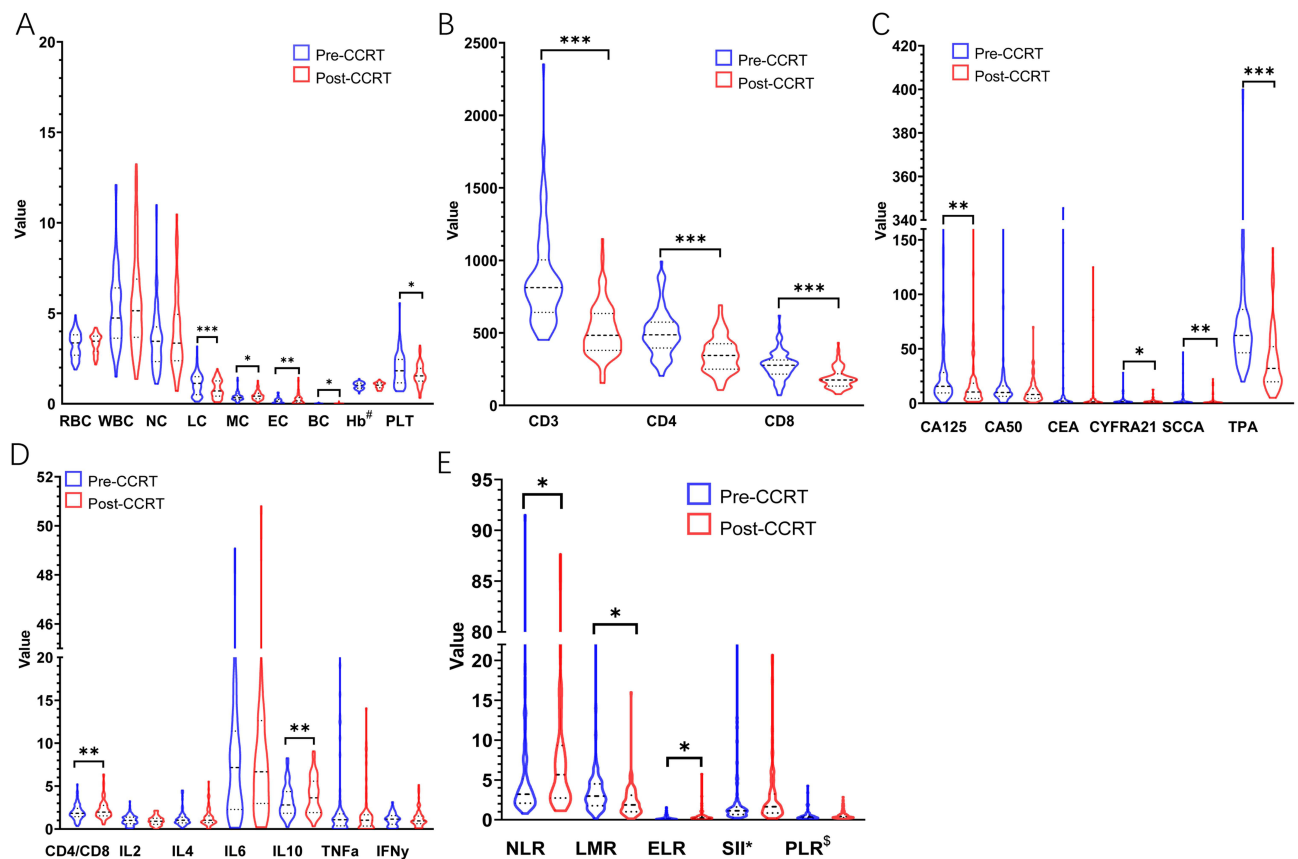 A
Value
20
15
10
5
0
Pre-CCRT
Post-CCRT
***
*
**
*
*
RBC WBC NC LC MC EC BC Hb# PLT
B
Value
2500
2000
1500
1000
500
0
Pre-CCRT
Post-CCRT
***
***
***
CD3 CD4 CD8
C
Value
420
400
380
360
340
150
100
50
0
Pre-CCRT
Post-CCRT
**
*
**
***
CA125 CA50 CEA CYFRA21 SCCA TPA
D
Value
52
50
48
46
20
15
10
5
0
Pre-CCRT
Post-CCRT
**
**
CD4/CD8 IL2 IL4 IL6 IL10 TNFa IFNy
E
Value
95
90
85
80
20
15
10
5
0
Pre-CCRT
Post-CCRT
*
*
*
NLR LMR ELR SII* PLR$